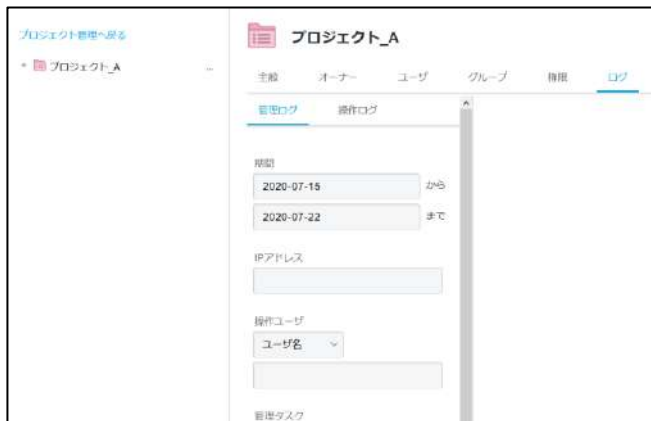 プロジェクト管理へ戻る
プロジェクト_A
...
プロジェクト_A
全般 オーナー ユーザ グループ 権限 ログ
管理ログ 操作ログ
期間
2020-07-15 から
2020-07-22 まで
IPアドレス
操作ユーザ
ユーザ名
管理タスク